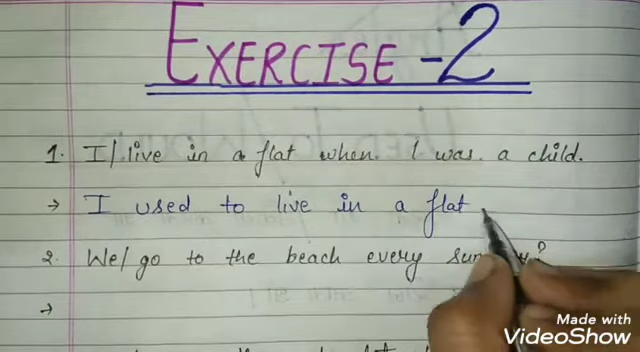 EXERCISE -2
1. I/live in a flat when I was a child.
→ I used to live in a flat
2. We/go to the beach every sun y?
→
Made with
VideoShow